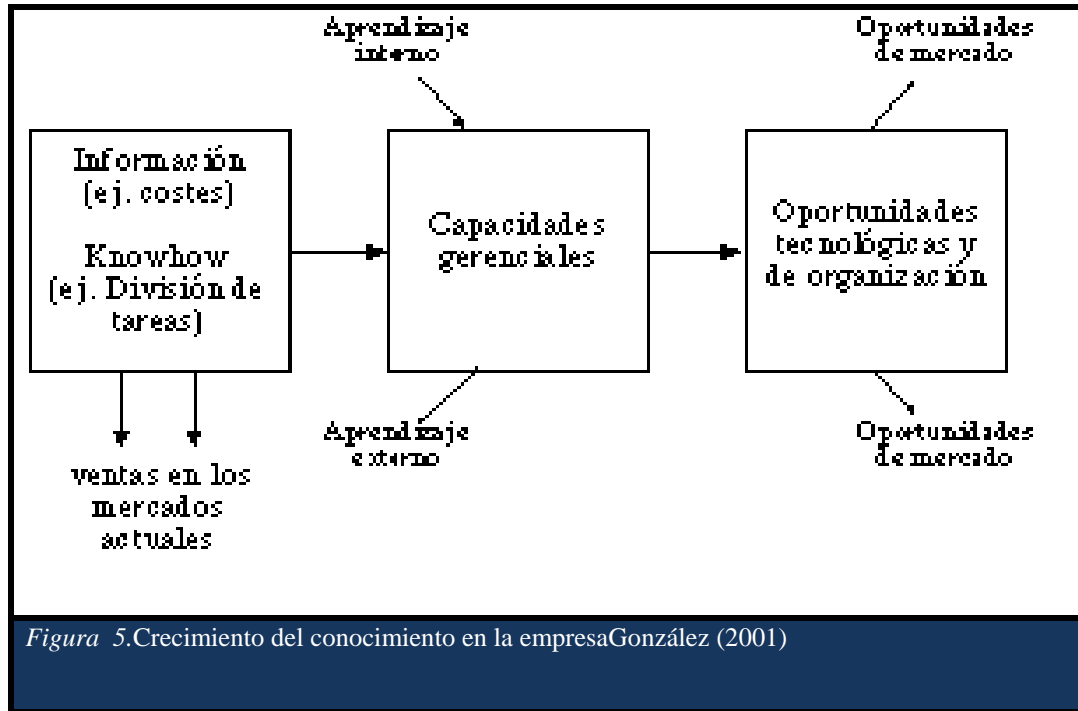 Aprendizaje
interno
Oportunidades
de mercado
Información
(ej. costes)
Knowhow
(ej. División de
tareas)
Capacidades
gerenciales
Oportunidades
tecnológicas y
de organización
ventas en los
mercados
actuales
Aprendizaje
externo
Oportunidades
de mercado
Figura 5.Crecimiento del conocimiento en la empresaGonzález (2001)